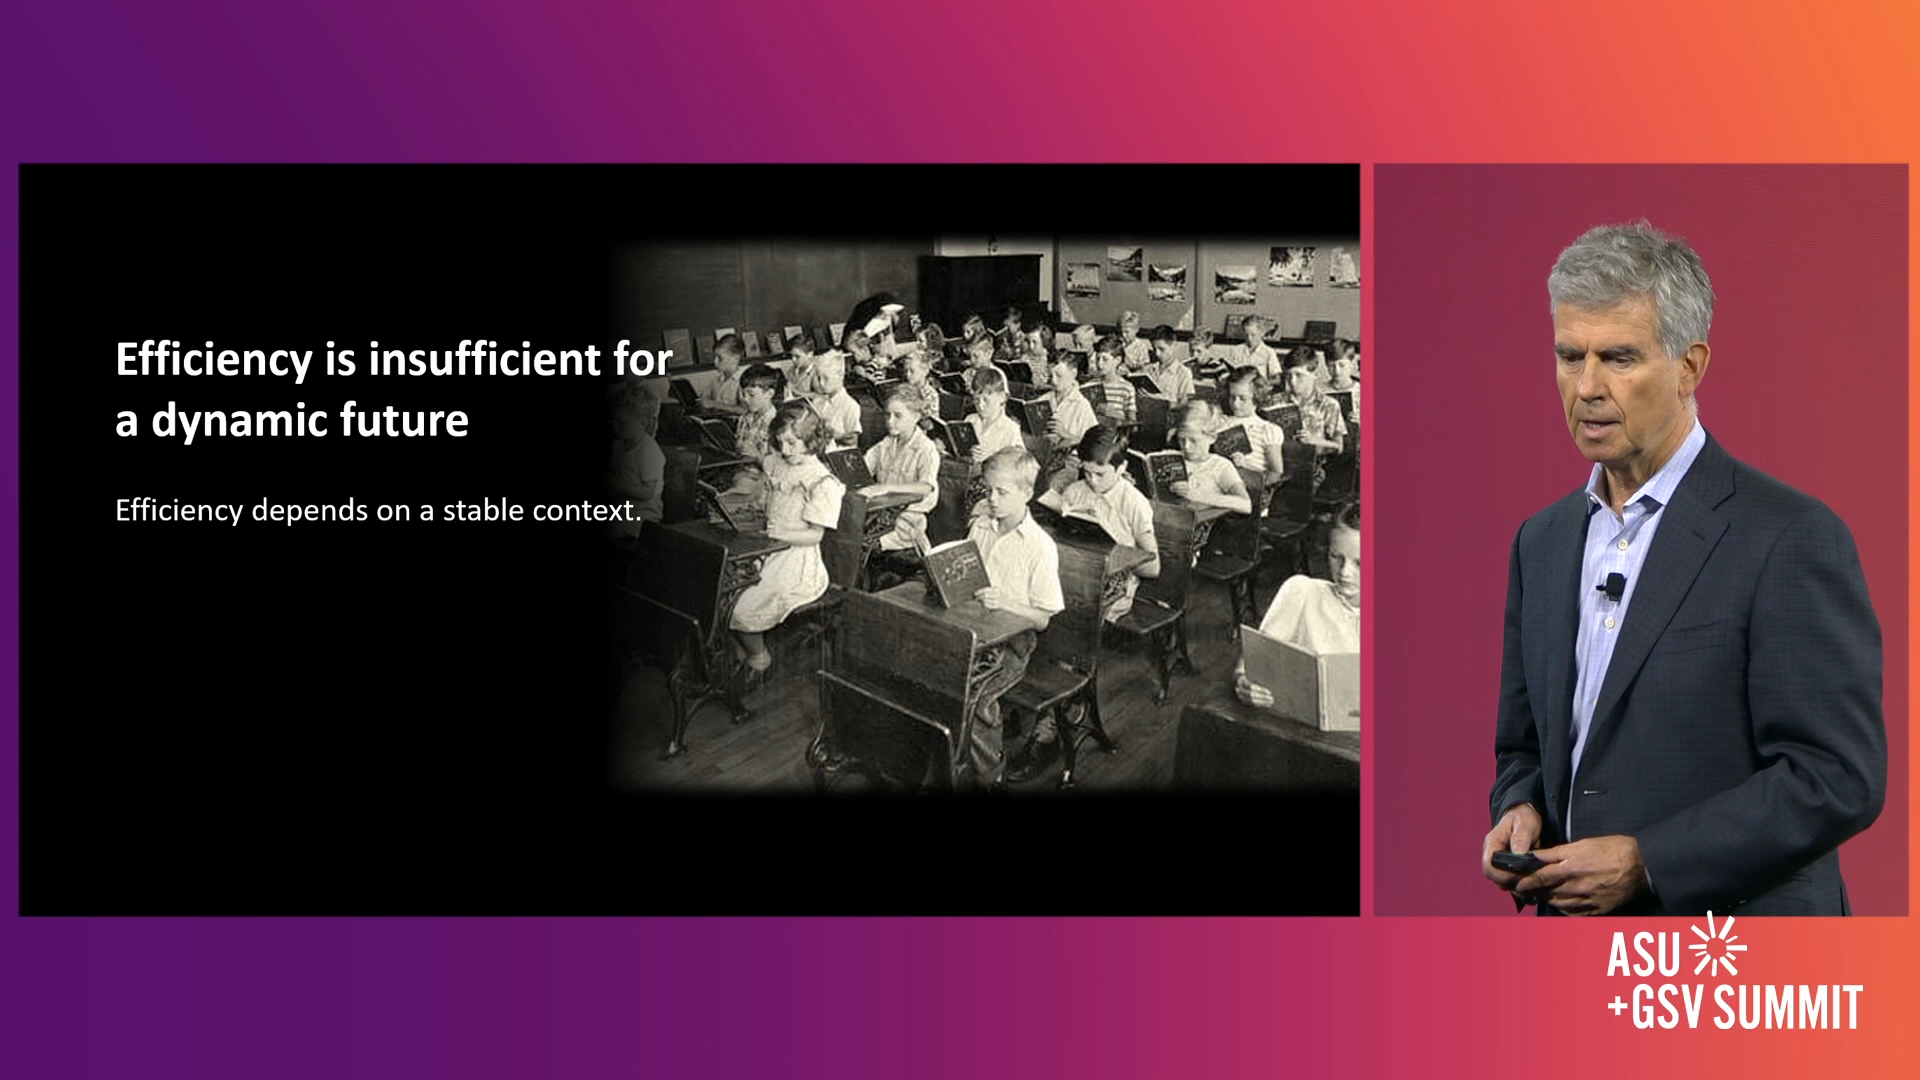 Efficiency is insufficient for
a dynamic future
Efficiency depends on a stable context.
ASU
+GSV SUMMIT